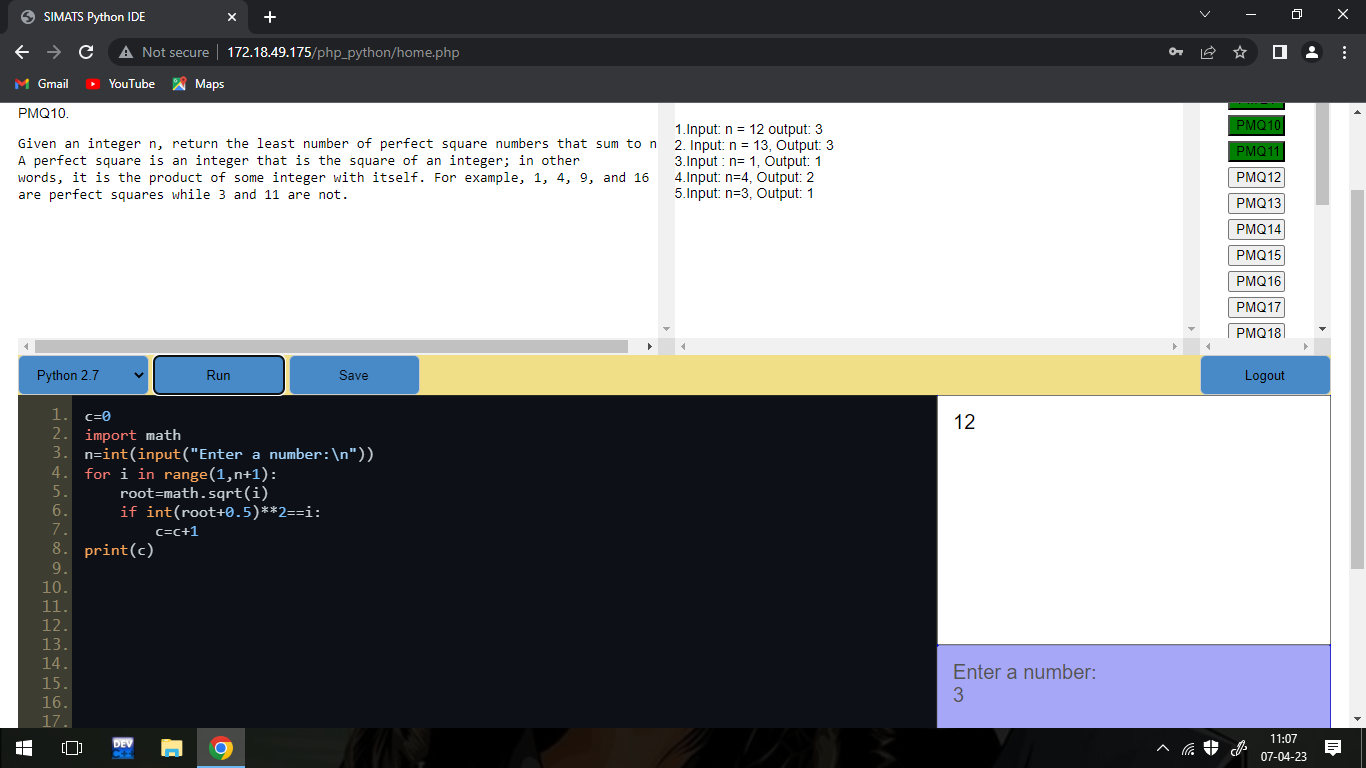 SIMATS Python IDE
Not secure
172.18.49.175/php_python/home.php
Gmail
YouTube
Maps
PMQ10.
Given an integer n, return the least number of perfect square numbers that sum to n
A perfect square is an integer that is the square of an integer; in other
words, it is the product of some integer with itself. For example, 1, 4, 9, and 16
are perfect squares while 3 and 11 are not.
1.Input: n = 12 output: 3
2. Input: n = 13, Output: 3
3.Input : n= 1, Output: 1
4.Input: n=4, Output: 2
5.Input: n=3, Output: 1
PMQ10
PMQ11
PMQ12
PMQ13
PMQ14
PMQ15
PMQ16
PMQ17
PMQ18
Python 2.7
Run
Save
Logout
1. c=0
2. import math
3. n=int(input("Enter a number:\n"))
4. for i in range(1,n+1):
5.     root=math.sqrt(i)
6.     if int(root+0.5)**2==i:
7.         c=c+1
8. print(c)
9.
10.
11.
12.
13.
14.
15.
16.
17.
12
Enter a number:
3
DEV
C++
11:07
07-04-23